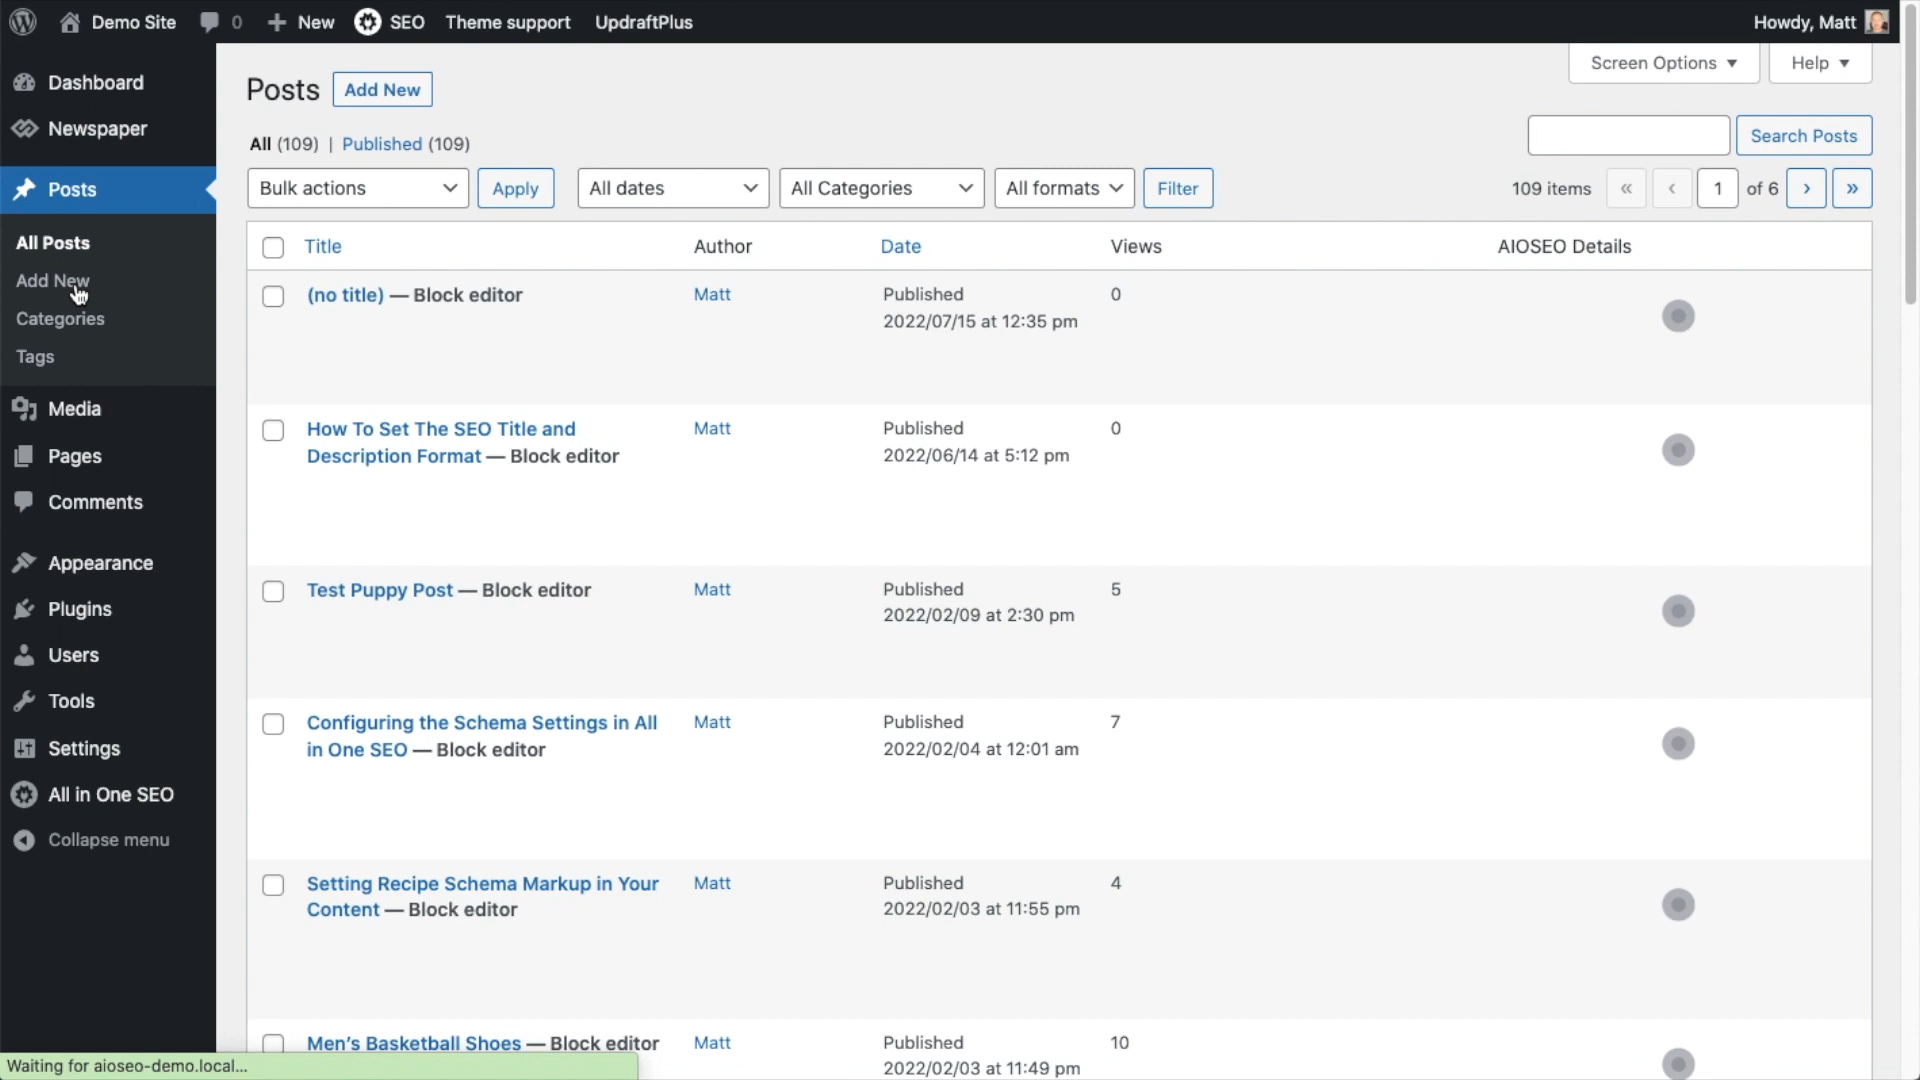 Demo Site 0 New SEO Theme support UpdraftPlus Howdy, Matt
Dashboard
Newspaper
Posts
All Posts
Add New
Categories
Tags
Media
Pages
Comments
Appearance
Plugins
Users
Tools
Settings
All in One SEO
Collapse menu
Screen Options ▼ Help ▼
Posts Add New
All (109) | Published (109)
Search Posts
Bulk actions Apply All dates All Categories All formats Filter 109 items « ‹ 1 of 6 › »
Title Author Date Views AIOSEO Details
(no title) — Block editor Matt Published 0
2022/07/15 at 12:35 pm
How To Set The SEO Title and Matt Published 0
Description Format — Block editor 2022/06/14 at 5:12 pm
Test Puppy Post — Block editor Matt Published 5
2022/02/09 at 2:30 pm
Configuring the Schema Settings in All Matt Published 7
in One SEO — Block editor 2022/02/04 at 12:01 am
Setting Recipe Schema Markup in Your Matt Published 4
Content — Block editor 2022/02/03 at 11:55 pm
Men's Basketball Shoes — Block editor Matt Published 10
2022/02/03 at 11:49 pm
Waiting for aioseo-demo.local...